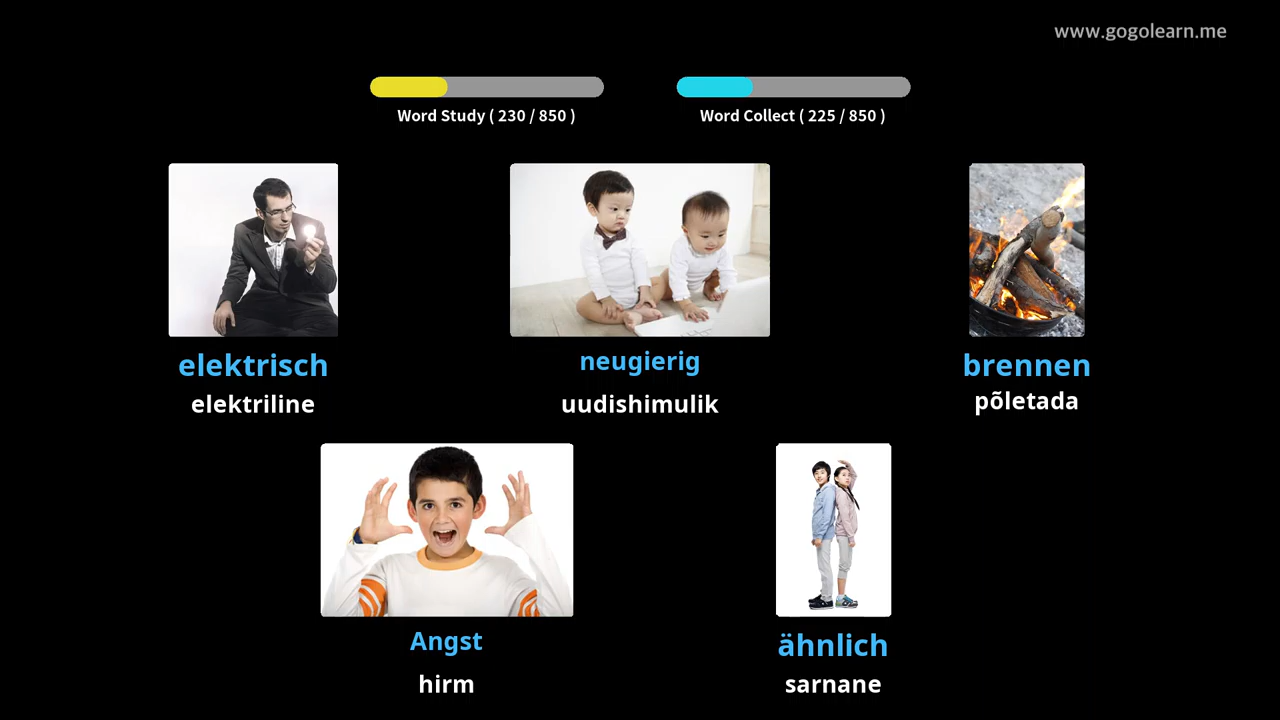 www.gogolearn.me
Word Study ( 230 / 850 )
Word Collect ( 225 / 850 )
elektrisch
elektriline
neugierig
uudishimulik
brennen
põletada
Angst
hirm
ähnlich
sarnane